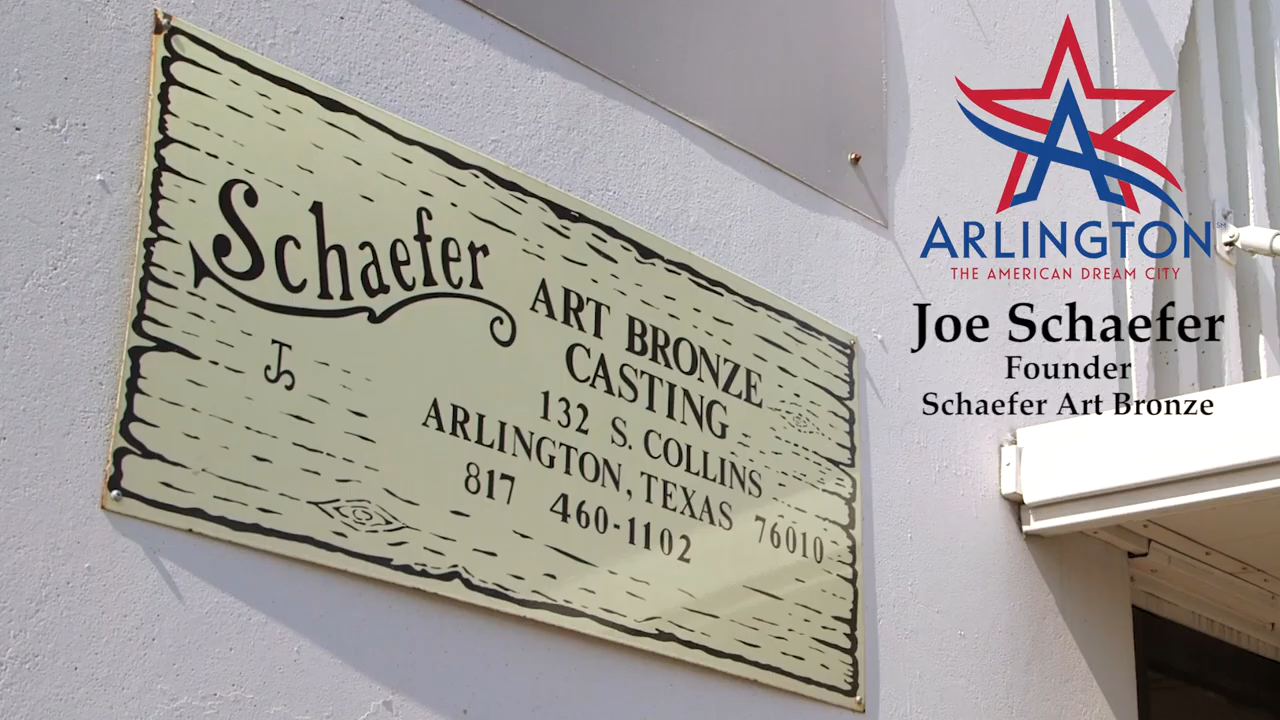 Schaefer
ART BRONZE
CASTING
132 S. COLLINS
ARLINGTON, TEXAS 76010
817 460-1102
JS
ARLINGTON SM
THE AMERICAN DREAM CITY
Joe Schaefer
Founder
Schaefer Art Bronze